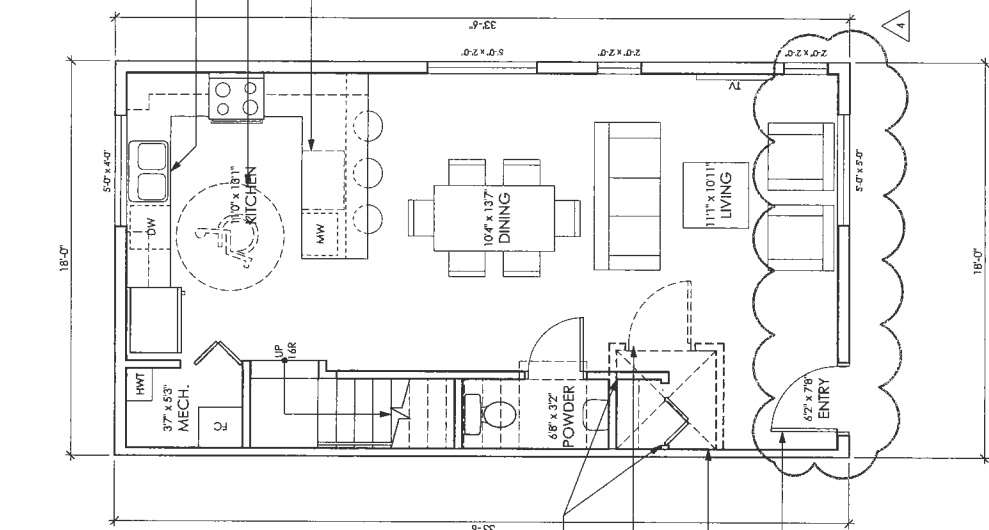 33'-6"
4
5'-0" x 2'-0"
2'-0" x 2'-0"
2'-0" x 2'-0"
TV
5'-0" x 4'-0"
11'0" x 13'1"
KITCHEN
DW
MW
10'4" x 13'7"
DINING
11'1" x 10'11"
LIVING
5'-0" x 5'-0"
18'-0"
18'-0"
UP
16R
HWT
3'7" x 5'3"
MECH.
FC
6'8" x 3'2"
POWDER
6'2" x 7'8"
ENTRY
33'-6"